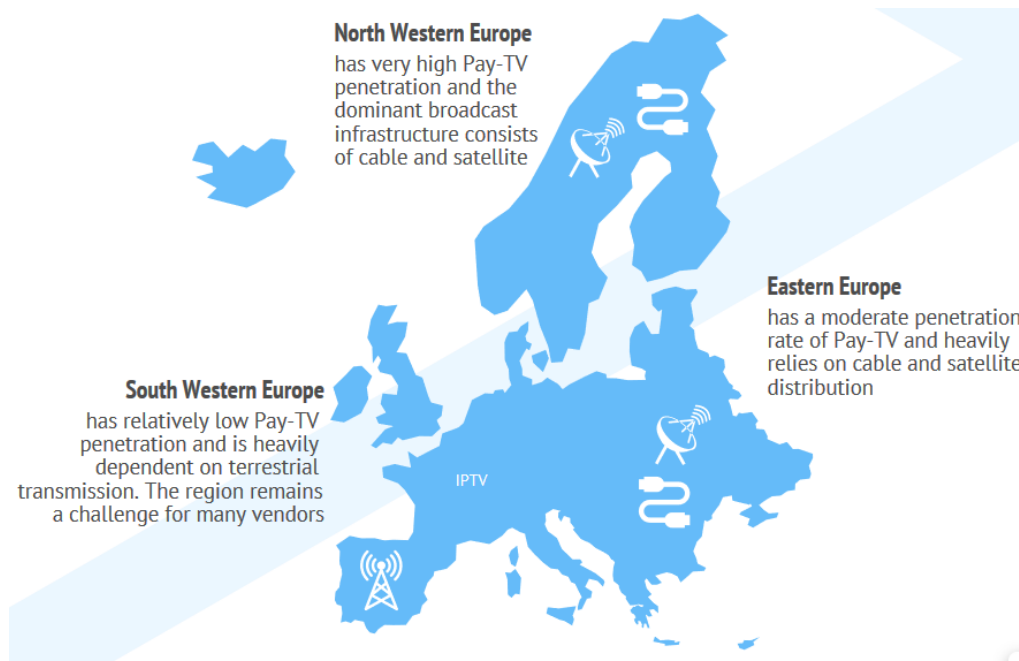 North Western Europe
has very high Pay-TV
penetration and the
dominant broadcast
infrastructure consists
of cable and satellite
Eastern Europe
has a moderate penetration
rate of Pay-TV and heavily
relies on cable and satellite
distribution
South Western Europe
has relatively low Pay-TV
penetration and is heavily
dependent on terrestrial
transmission. The region remains
a challenge for many vendors
IPTV